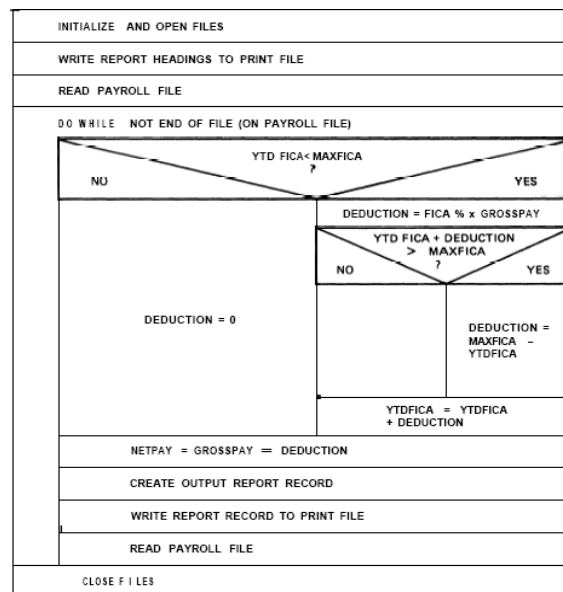 INITIALIZE AND OPEN FILES
WRITE REPORT HEADINGS TO PRINT FILE
READ PAYROLL FILE
DO WHILE NOT END OF FILE (ON PAYROLL FILE)
YTD FICA< MAXFICA
?
NO
YES
DEDUCTION = FICA % x GROSSPAY
YTD FICA + DEDUCTION
> MAXFICA
?
NO
YES
DEDUCTION = 0
DEDUCTION =
MAXFICA –
YTDFICA
YTDFICA = YTDFICA
+ DEDUCTION
NETPAY = GROSSPAY = DEDUCTION
CREATE OUTPUT REPORT RECORD
WRITE REPORT RECORD TO PRINT FILE
READ PAYROLL FILE
CLOSE FILES